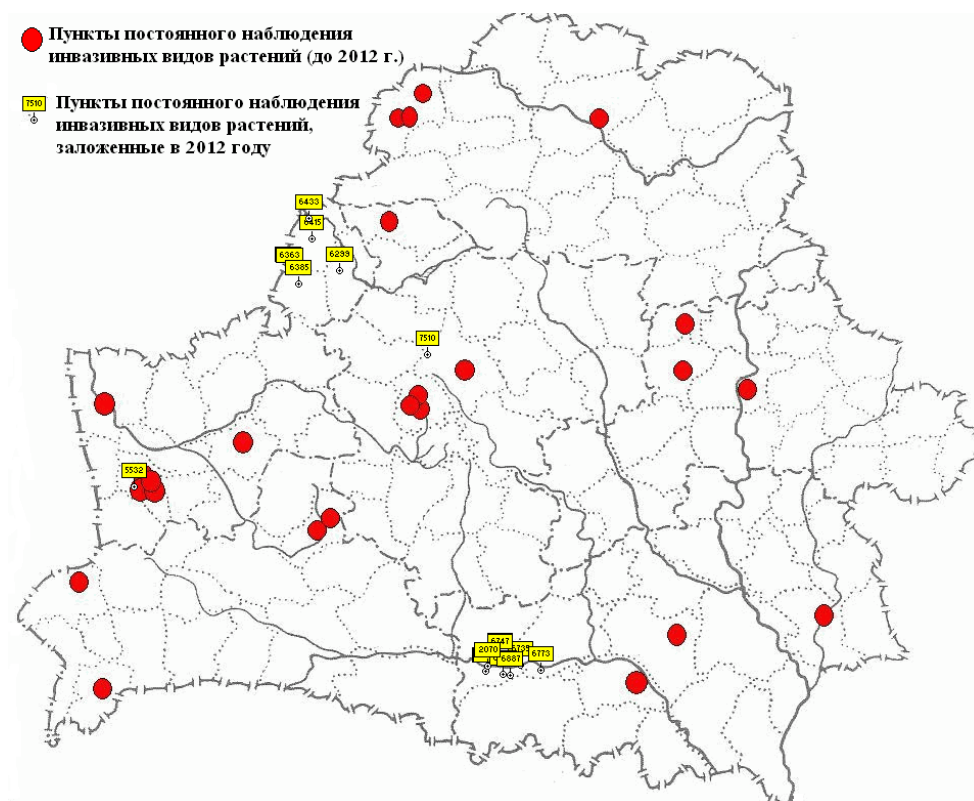 Пункты постоянного наблюдения
инвазивных видов растений (до 2012 г.)
7510
Пункты постоянного наблюдения
инвазивных видов растений,
заложенные в 2012 году
6433
6415
6363
6299
6385
7510
5532
6747
2070
6735
6773
6887